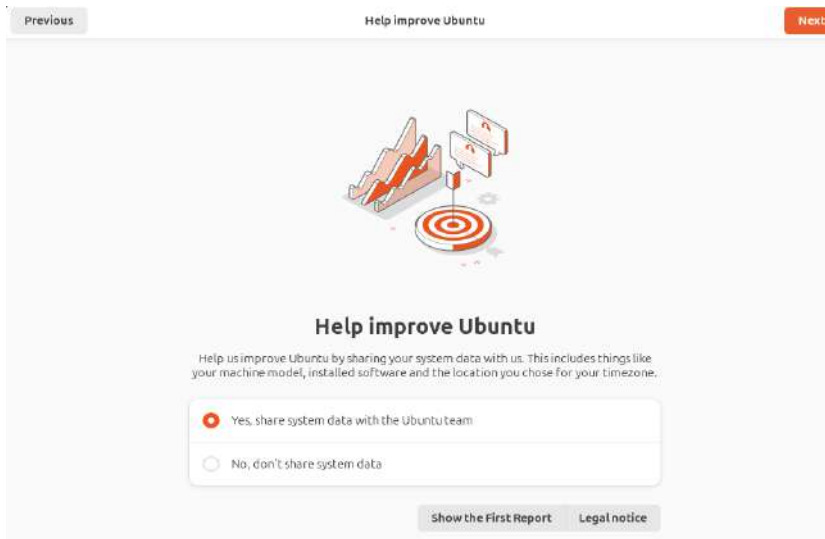 Previous
Help improve Ubuntu
Next
Help improve Ubuntu
Help us improve Ubuntu by sharing your system data with us. This includes things like
your machine model, installed software and the location you chose for your timezone.
Yes, share system data with the Ubuntu team
No, don't share system data
Show the First Report
Legal notice